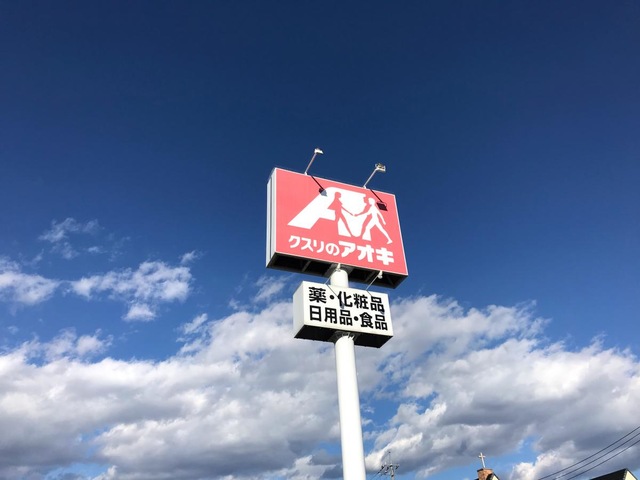 クスリのアオキ
薬・化粧品
日用品・食品